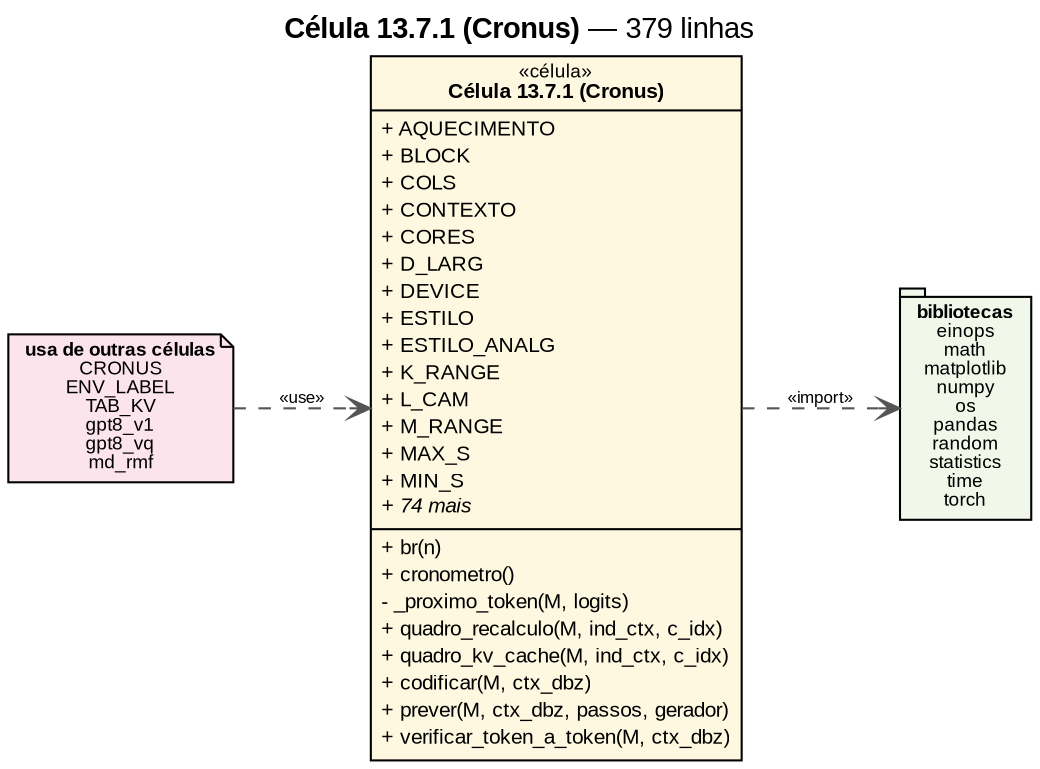 Célula 13.7.1 (Cronus) — 379 linhas
«célula»
Célula 13.7.1 (Cronus)
+ AQUECIMENTO
+ BLOCK
+ COLS
+ CONTEXTO
+ CORES
+ D_LARG
+ DEVICE
+ ESTILO
+ ESTILO_ANALG
+ K_RANGE
+ L_CAM
+ M_RANGE
+ MAX_S
+ MIN_S
+ 74 mais
+ br(n)
+ cronometro()
- _proximo_token(M, logits)
+ quadro_recalculo(M, ind_ctx, c_idx)
+ quadro_kv_cache(M, ind_ctx, c_idx)
+ codificar(M, ctx_dbz)
+ prever(M, ctx_dbz, passos, gerador)
+ verificar_token_a_token(M, ctx_dbz)
usa de outras células
CRONUS
ENV_LABEL
TAB_KV
gpt8_v1
gpt8_vq
md_rmf
«use»
«import»
bibliotecas
einops
math
matplotlib
numpy
os
pandas
random
statistics
time
torch